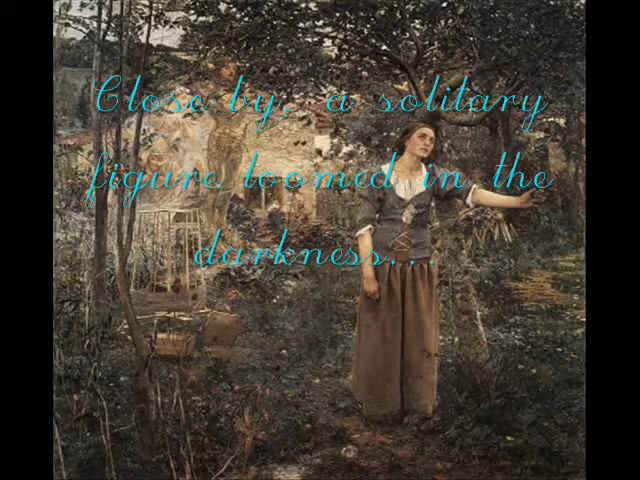 Close by, a solitary
figure loomed in the
darkness...